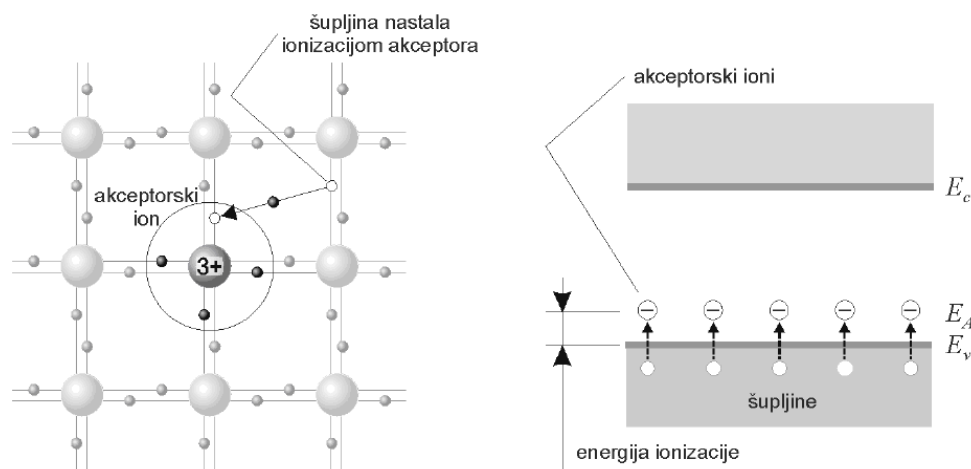 šupljina nastala
ionizacijom akceptora
akceptorski
ion
3+
akceptorski ioni
E_c
E_A
E_v
šupljine
energija ionizacije